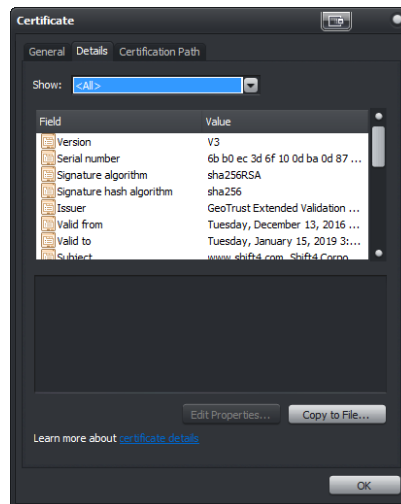 Certificate
General Details Certification Path
Show: <All>
Field Value
Version V3
Serial number 6b b0 ec 3d 6f 10 0d ba 0d 87 ...
Signature algorithm sha256RSA
Signature hash algorithm sha256
Issuer GeoTrust Extended Validation ...
Valid from Tuesday, December 13, 2016 ...
Valid to Tuesday, January 15, 2019 3:...
Subject www.shift4.com, Shift4 Corpo...
Edit Properties... Copy to File...
Learn more about certificate details
OK